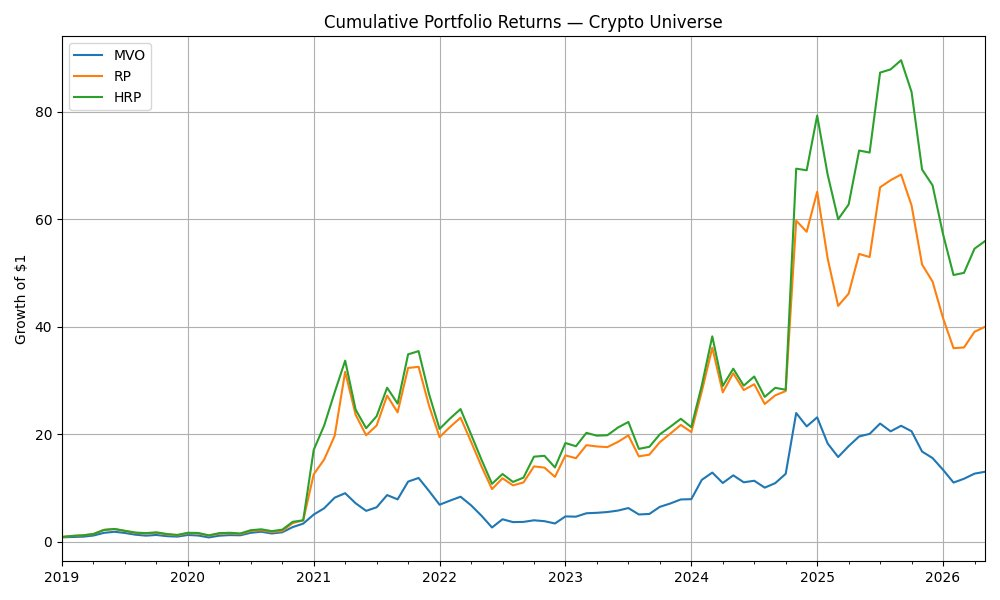 Cumulative Portfolio Returns — Crypto Universe
MVO
RP
HRP
Growth of $1
80
60
40
20
0
2019
2020
2021
2022
2023
2024
2025
2026